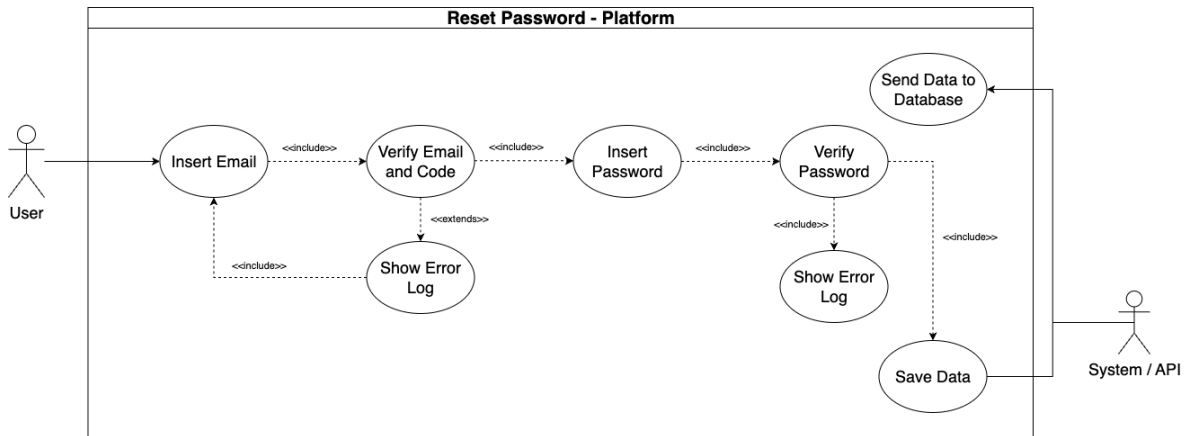 Reset Password - Platform
Send Data to
Database
Insert Email
<<include>>
Verify Email
and Code
<<include>>
Insert
Password
<<include>>
Verify
Password
User
<<extends>>
<<include>>
<<include>>
<<include>>
Show Error
Log
Show Error
Log
Save Data
System / API